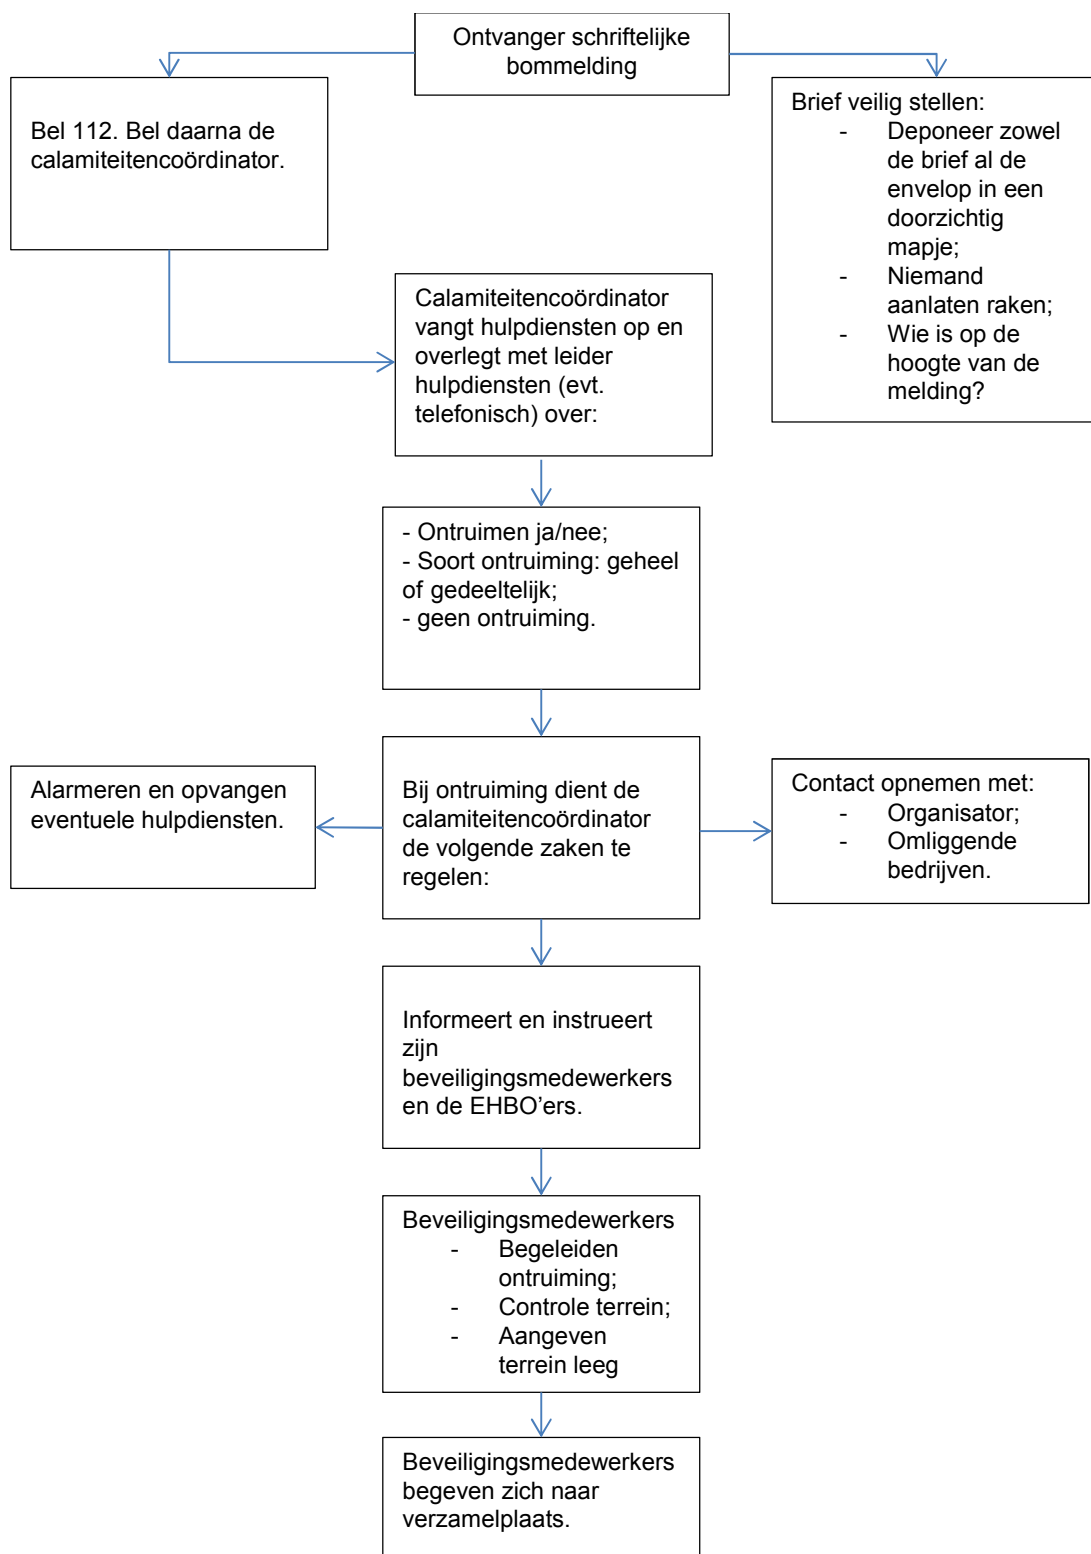 Ontvanger schriftelijke
bommelding
Bel 112. Bel daarna de
calamiteitencoördinator.
Brief veilig stellen:
- Deponeer zowel
de brief al de
envelop in een
doorzichtig
mapje;
- Niemand
aanlaten raken;
- Wie is op de
hoogte van de
melding?
Calamiteitencoördinator
vangt hulpdiensten op en
overlegt met leider
hulpdiensten (evt.
telefonisch) over:
- Ontruimen ja/nee;
- Soort ontruiming: geheel
of gedeeltelijk;
- geen ontruiming.
Alarmeren en opvangen
eventuele hulpdiensten.
Bij ontruiming dient de
calamiteitencoördinator
de volgende zaken te
regelen:
Contact opnemen met:
- Organisator;
- Omliggende
bedrijven.
Informeert en instrueert
zijn
beveiligingsmedewerkers
en de EHBO’ers.
Beveiligingsmedewerkers
- Begeleiden
ontruiming;
- Controle terrein;
- Aangeven
terrein leeg
Beveiligingsmedewerkers
begeven zich naar
verzamelplaats.